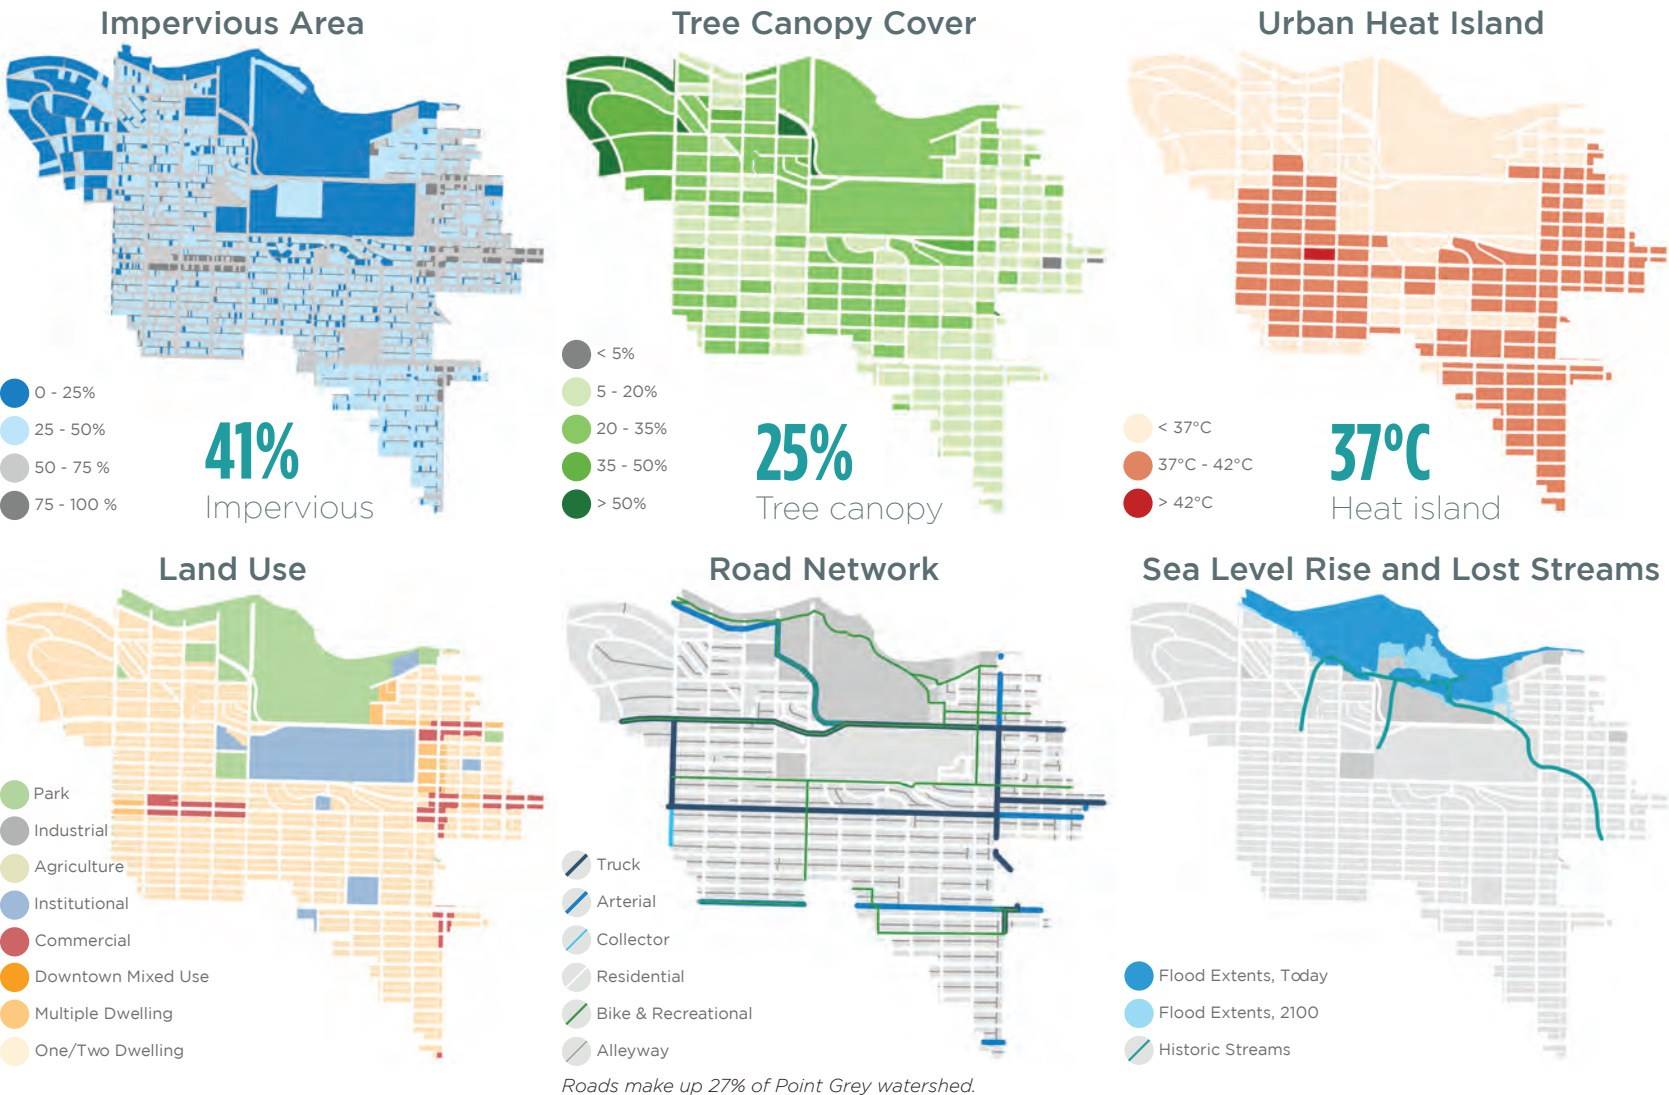 Impervious Area
0 - 25%
25 - 50%
50 - 75 %
75 - 100 %
41%
Impervious
Tree Canopy Cover
< 5%
5 - 20%
20 - 35%
35 - 50%
> 50%
25%
Tree canopy
Urban Heat Island
< 37°C
37°C - 42°C
> 42°C
37°C
Heat island
Land Use
Park
Industrial
Agriculture
Institutional
Commercial
Downtown Mixed Use
Multiple Dwelling
One/Two Dwelling
Road Network
Truck
Arterial
Collector
Residential
Bike & Recreational
Alleyway
Roads make up 27% of Point Grey watershed.
Sea Level Rise and Lost Streams
Flood Extents, Today
Flood Extents, 2100
Historic Streams